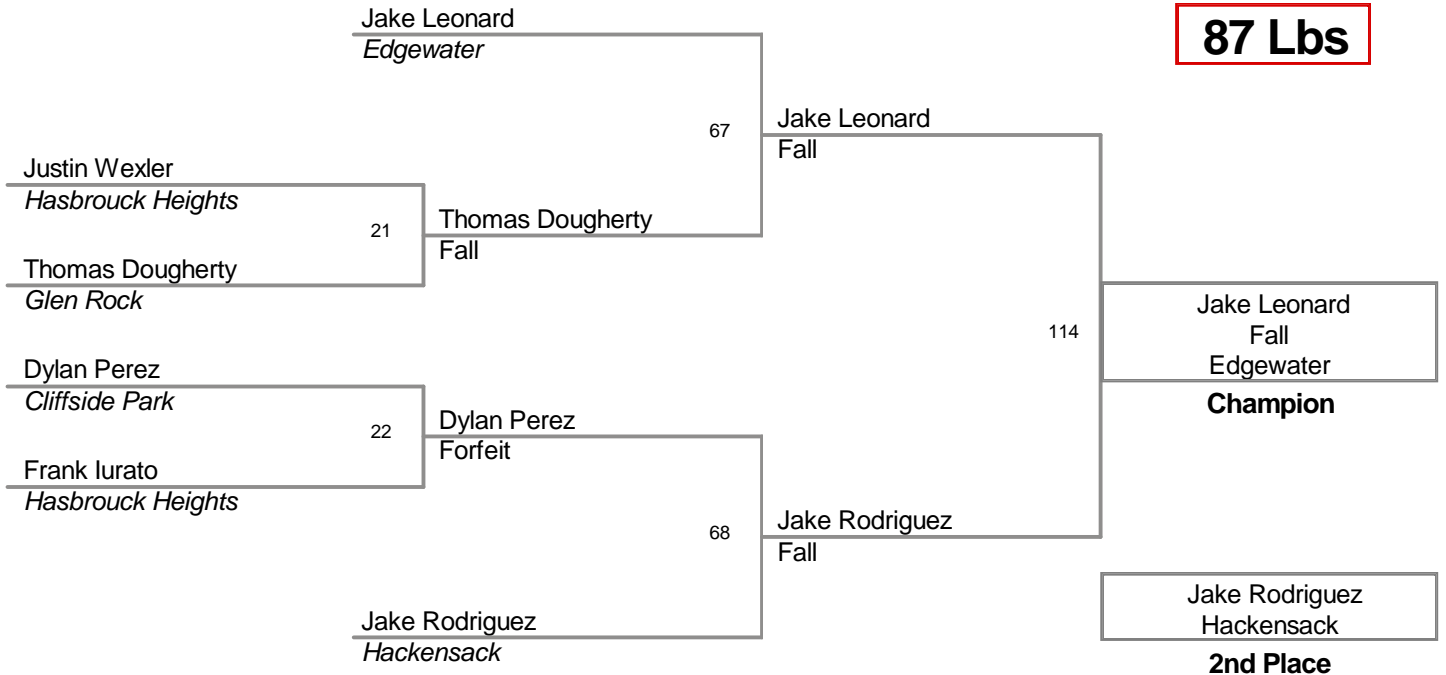 Jake Leonard
Edgewater
87 Lbs
67
Jake Leonard
Fall
Justin Wexler
Hasbrouck Heights
21
Thomas Dougherty
Fall
Thomas Dougherty
Glen Rock
114
Jake Leonard
Fall
Edgewater
Champion
Dylan Perez
Cliffside Park
22
Dylan Perez
Forfeit
Frank Iurato
Hasbrouck Heights
68
Jake Rodriguez
Fall
Jake Rodriguez
Hackensack
Jake Rodriguez
Hackensack
2nd Place